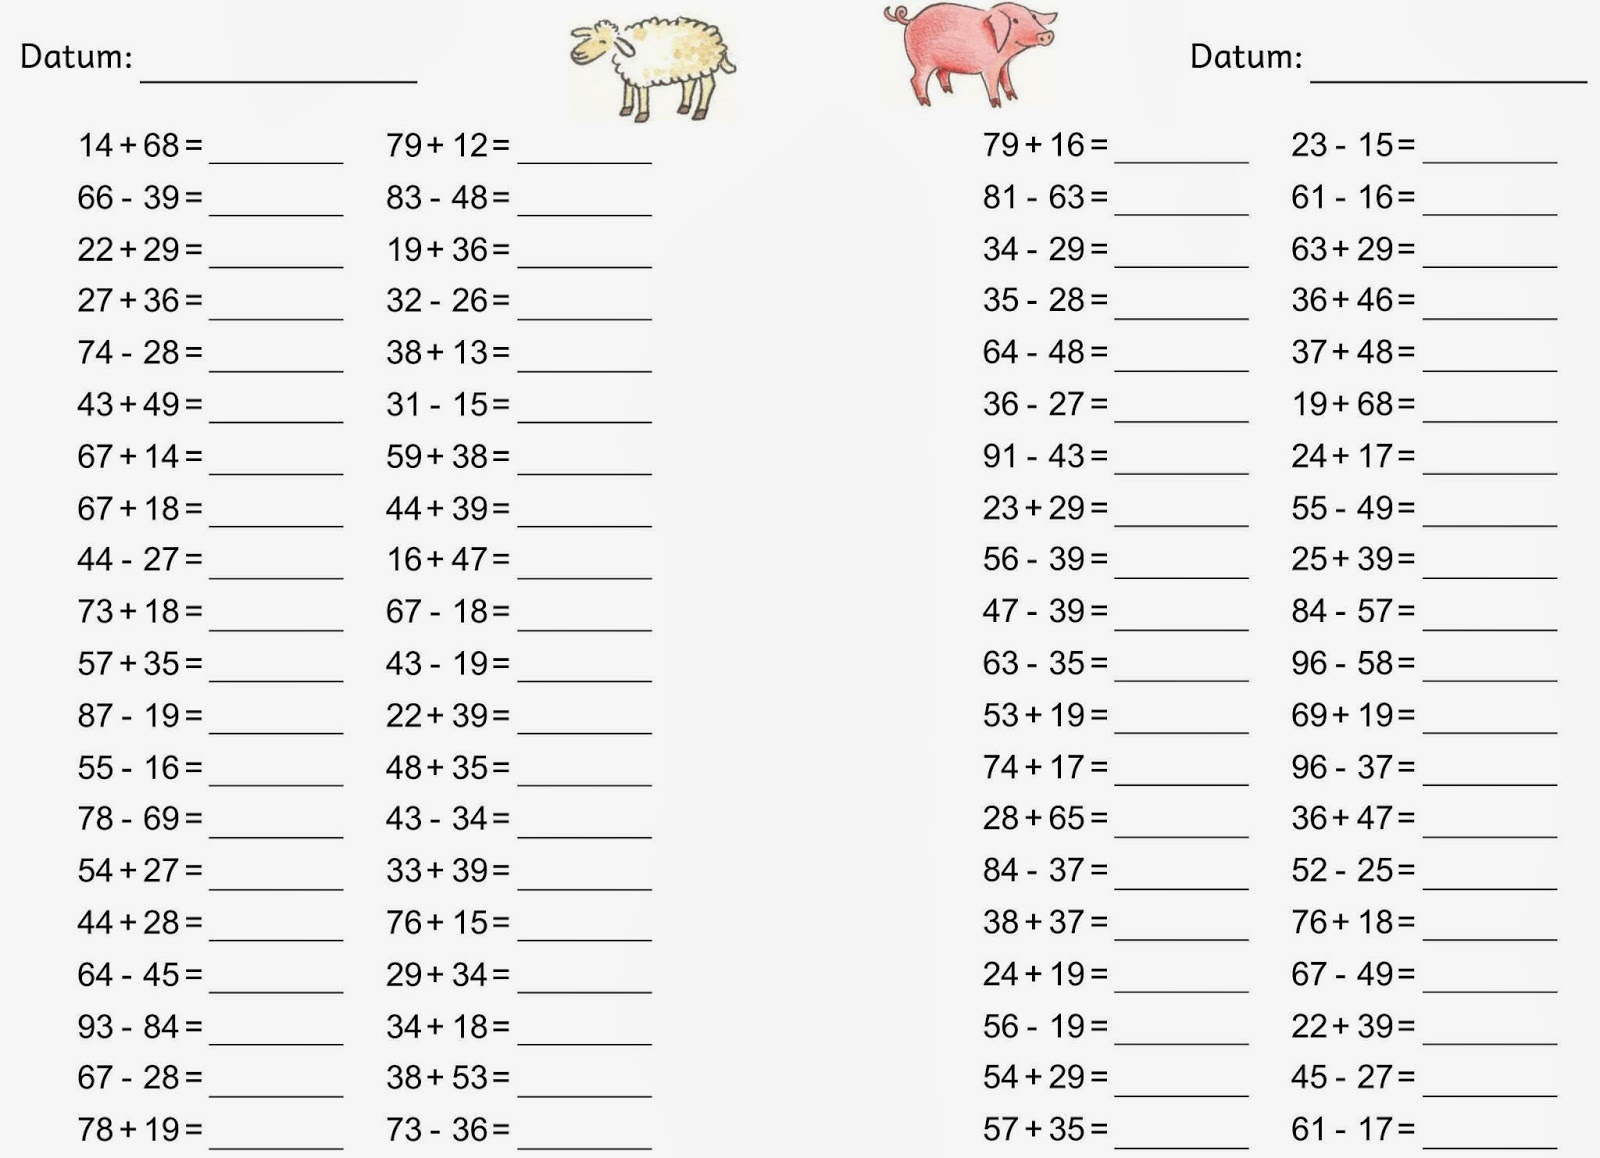 Datum: Datum:
14+68= 79+ 12= 79+16= 23 - 15=
66 - 39= 83 - 48= 81 - 63= 61 - 16=
22+29= 19+36= 34 - 29= 63+29=
27+36= 32 - 26= 35 - 28= 36+46=
74 - 28= 38+13= 64 - 48= 37+48=
43+49= 31 - 15= 36 - 27= 19+68=
67+14= 59+38= 91 - 43= 24+17=
67+18= 44+39= 23+29= 55 - 49=
44 - 27= 16+47= 56 - 39= 25+39=
73+18= 67 - 18= 47 - 39= 84 - 57=
57+35= 43 - 19= 63 - 35= 96 - 58=
87 - 19= 22+39= 53+19= 69+19=
55 - 16= 48+35= 74+17= 96 - 37=
78 - 69= 43 - 34= 28+65= 36+47=
54+27= 33+39= 84 - 37= 52 - 25=
44+28= 76+15= 38+37= 76+18=
64 - 45= 29+34= 24+19= 67 - 49=
93 - 84= 34+18= 56 - 19= 22+39=
67 - 28= 38+53= 54+29= 45 - 27=
78+19= 73 - 36= 57+35= 61 - 17=